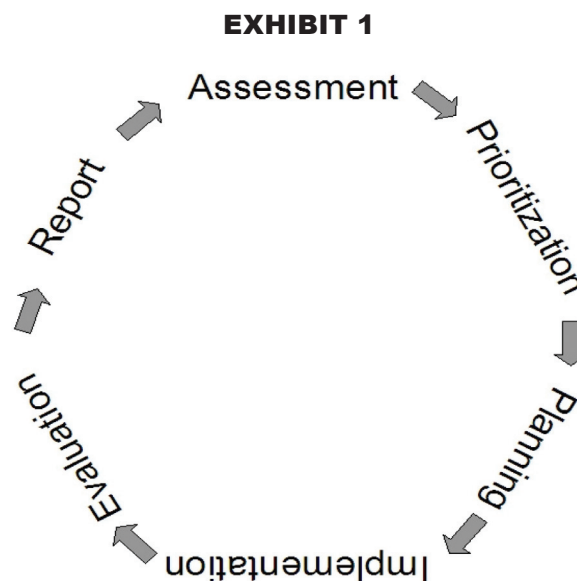 EXHIBIT 1
Assessment
Prioritization
Planning
Implementation
Evaluation
Report